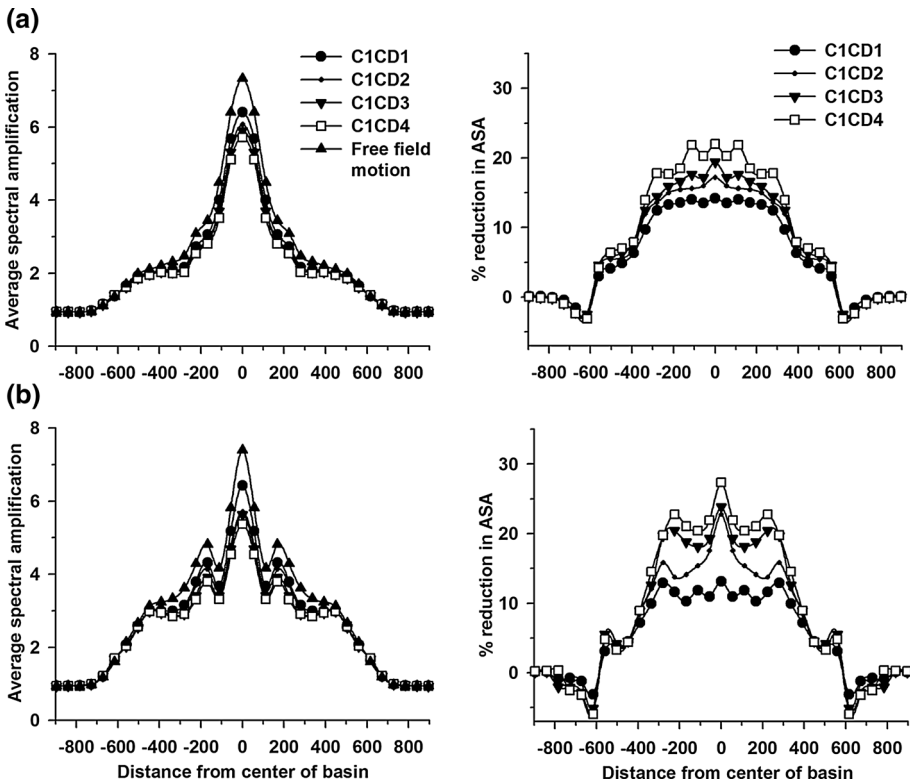 (a)
8
6
4
2
0
Average spectral amplification
C1CD1
C1CD2
C1CD3
C1CD4
Free field
motion
-800 -600 -400 -200 0 200 400 600 800
30
20
10
0
% reduction in ASA
C1CD1
C1CD2
C1CD3
C1CD4
-800 -600 -400 -200 0 200 400 600 800
(b)
8
6
4
2
0
Average spectral amplification
-800 -600 -400 -200 0 200 400 600 800
Distance from center of basin
30
20
10
0
% reduction in ASA
-800 -600 -400 -200 0 200 400 600 800
Distance from center of basin